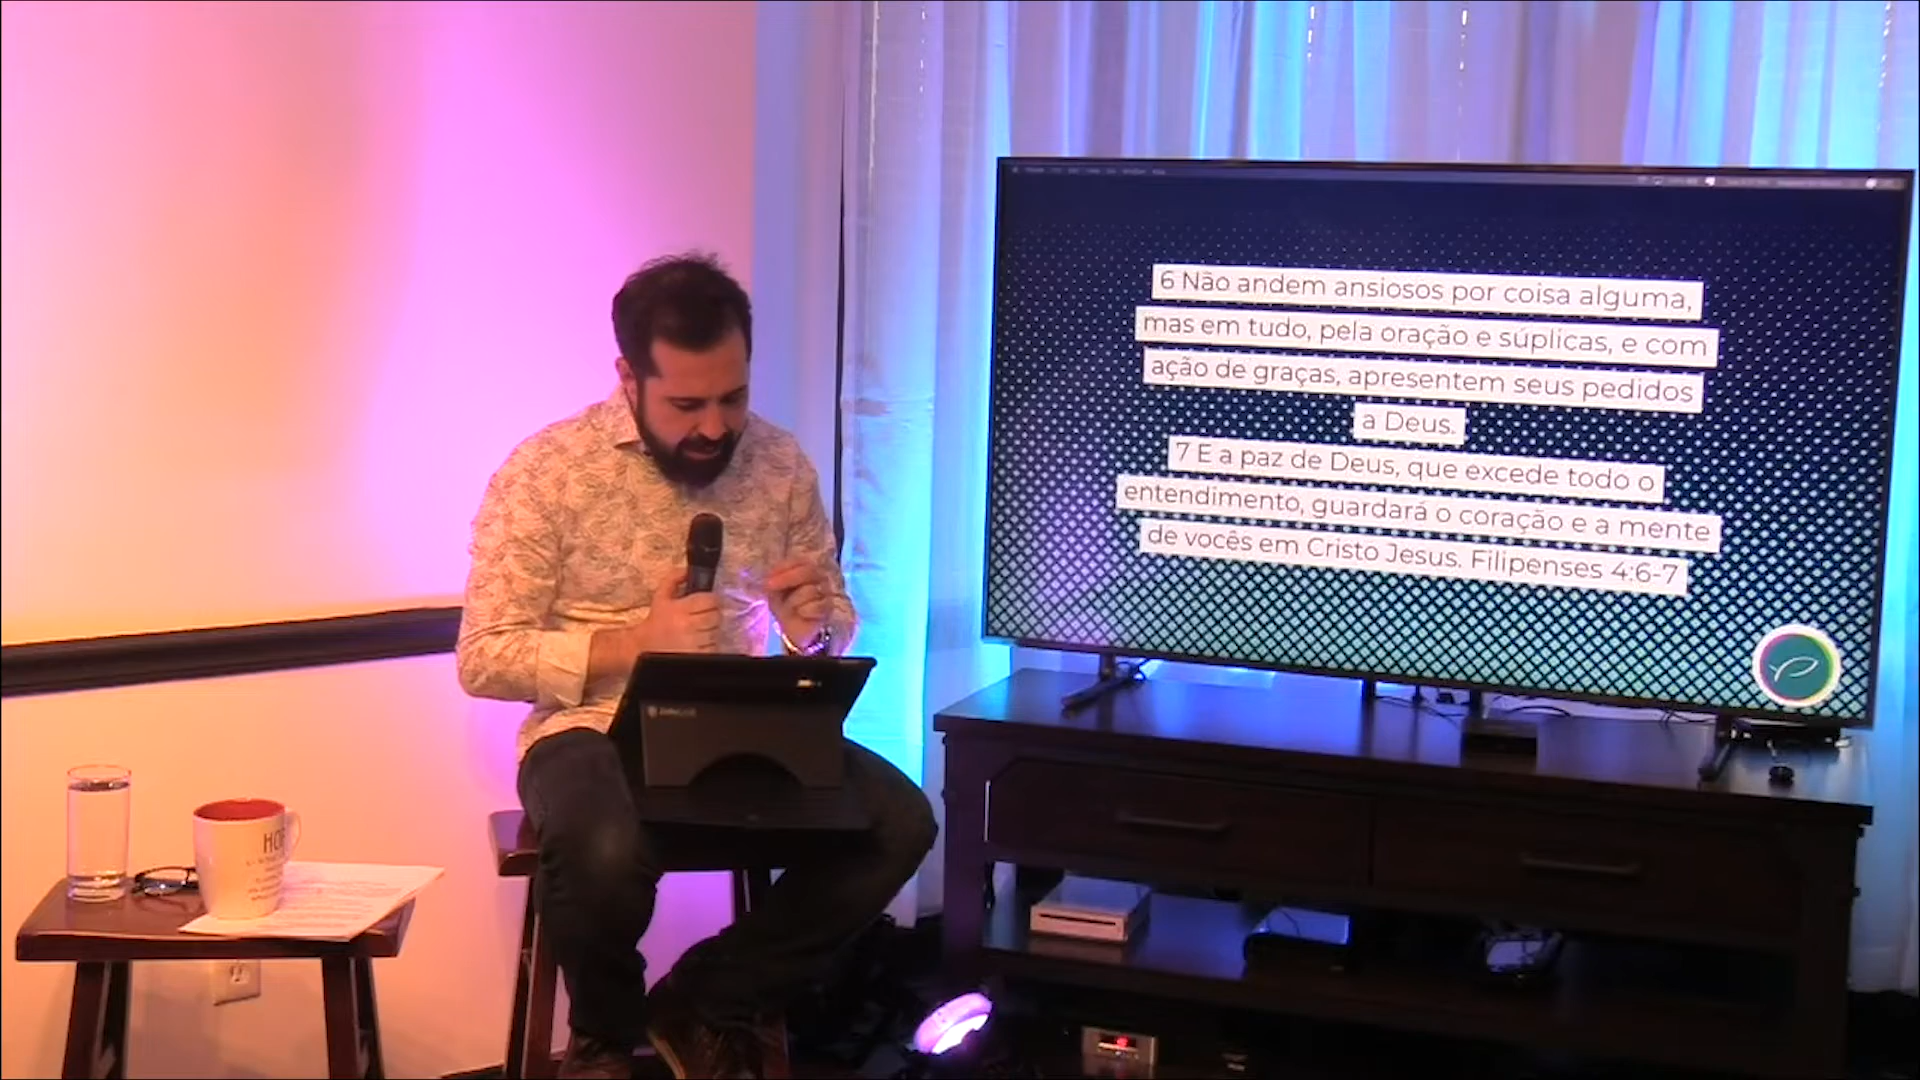 6 Não andem ansiosos por coisa alguma,
mas em tudo, pela oração e súplicas, e com
ação de graças, apresentem seus pedidos
a Deus.
7 E a paz de Deus, que excede todo o
entendimento, guardará o coração e a mente
de vocês em Cristo Jesus. Filipenses 4:6-7